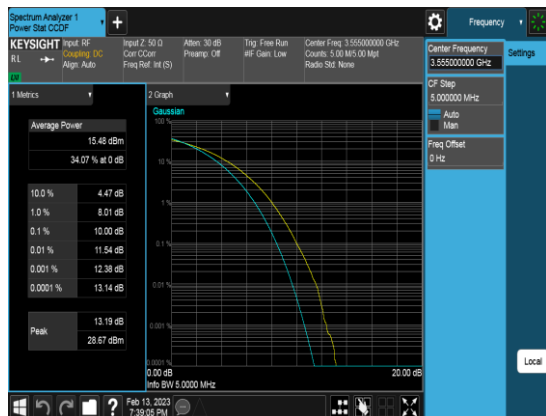 Spectrum Analyzer 1
Power Stat CCDF
+
Frequency
KEYSIGHT
RL
Input: RF
Coupling: DC
Align: Auto
Input Z: 50 Ω
Corr CCorr
Freq Ref: Int (S)
Atten: 30 dB
Preamp: Off
Trig: Free Run
#IF Gain: Low
Center Freq: 3.555000000 GHz
Counts: 5.00 M/5.00 Mpt
Radio Std: None
Center Frequency
3.555000000 GHz
Settings
CF Step
5.000000 MHz
Auto
Man
Freq Offset
0 Hz
1 Metrics
Average Power
15.48 dBm
34.07 % at 0 dB
10.0 % 4.47 dB
1.0 % 8.01 dB
0.1 % 10.00 dB
0.01 % 11.54 dB
0.001 % 12.38 dB
0.0001 % 13.14 dB
Peak
13.19 dB
28.67 dBm
2 Graph
Gaussian
100 %
10 %
1 %
0.1 %
0.01 %
0.001 %
0.0001 %
0.00 dB
20.00 dB
Info BW 5.0000 MHz
Local
?
Feb 13, 2023
7:39:05 PM